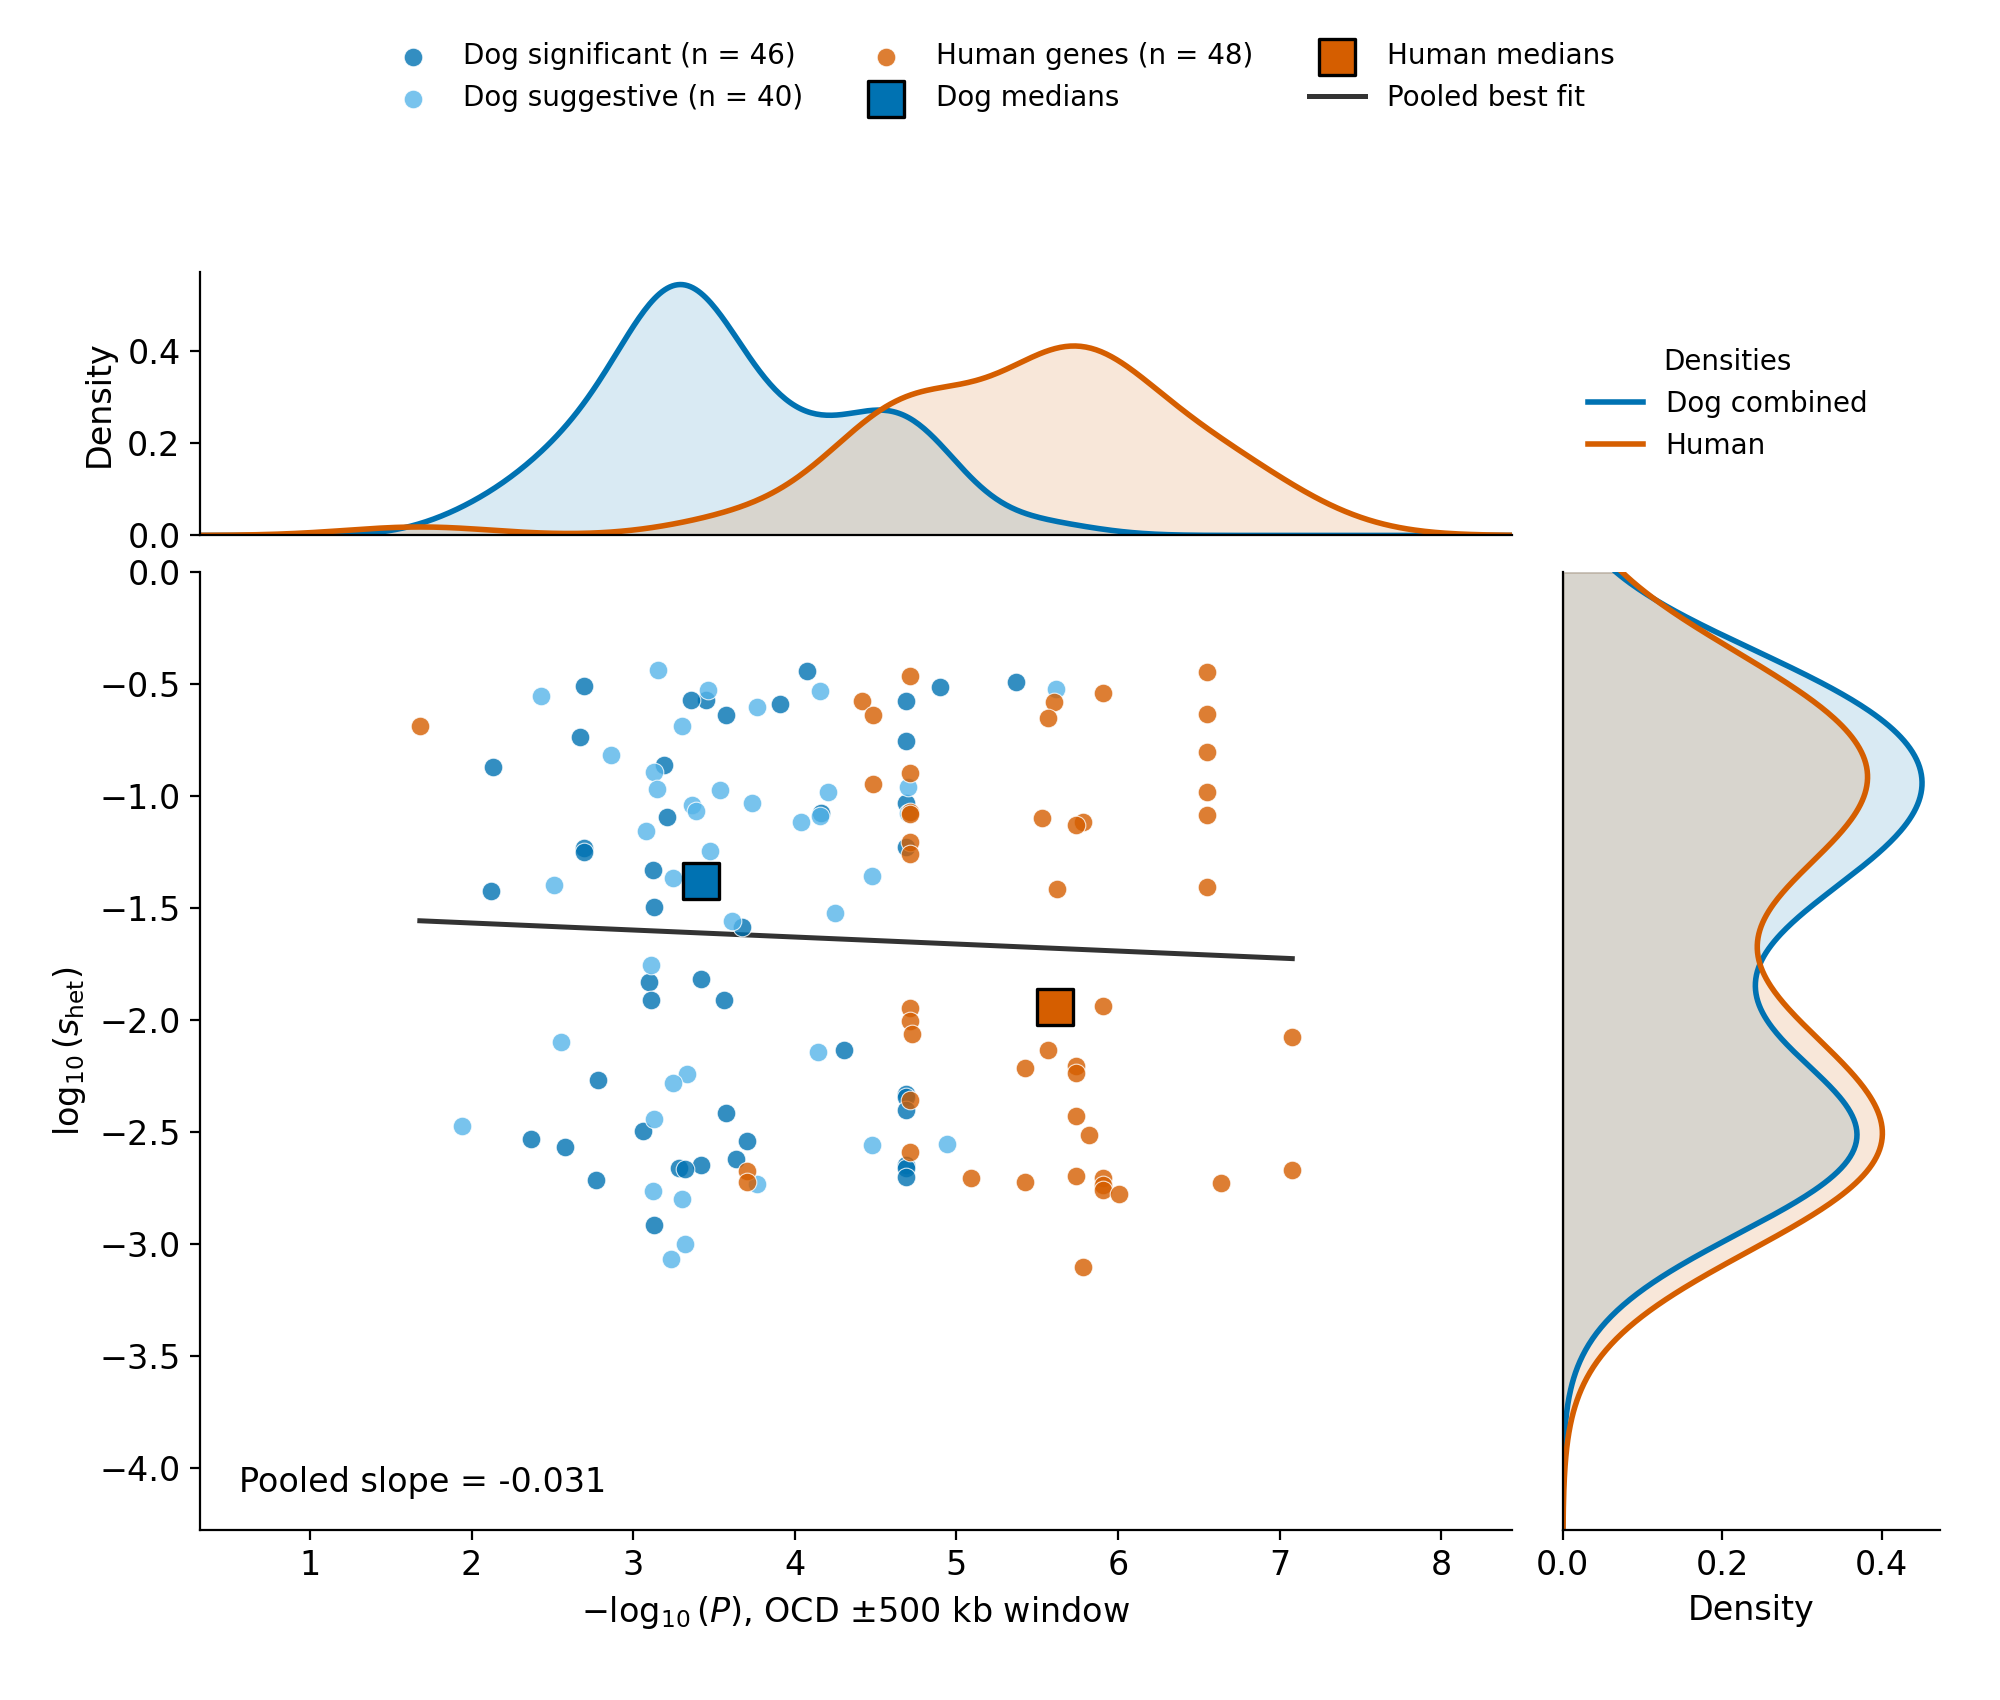 Dog significant (n = 46)
Dog suggestive (n = 40)
Human genes (n = 48)
Dog medians
Human medians
Pooled best fit
Density
0.4
0.2
0.0
Densities
Dog combined
Human
log₁₀(s_het)
0.0
−0.5
−1.0
−1.5
−2.0
−2.5
−3.0
−3.5
−4.0
Pooled slope = -0.031
1 2 3 4 5 6 7 8
−log₁₀(P), OCD ±500 kb window
0.0 0.2 0.4
Density